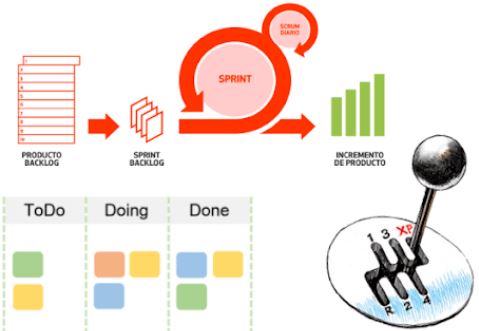 SCRUM
DIARIO
SPRINT
PRODUCTO
BACKLOG
SPRINT
BACKLOG
INCREMENTO
DE PRODUCTO
ToDo Doing Done
1 3 XP
R 2 4